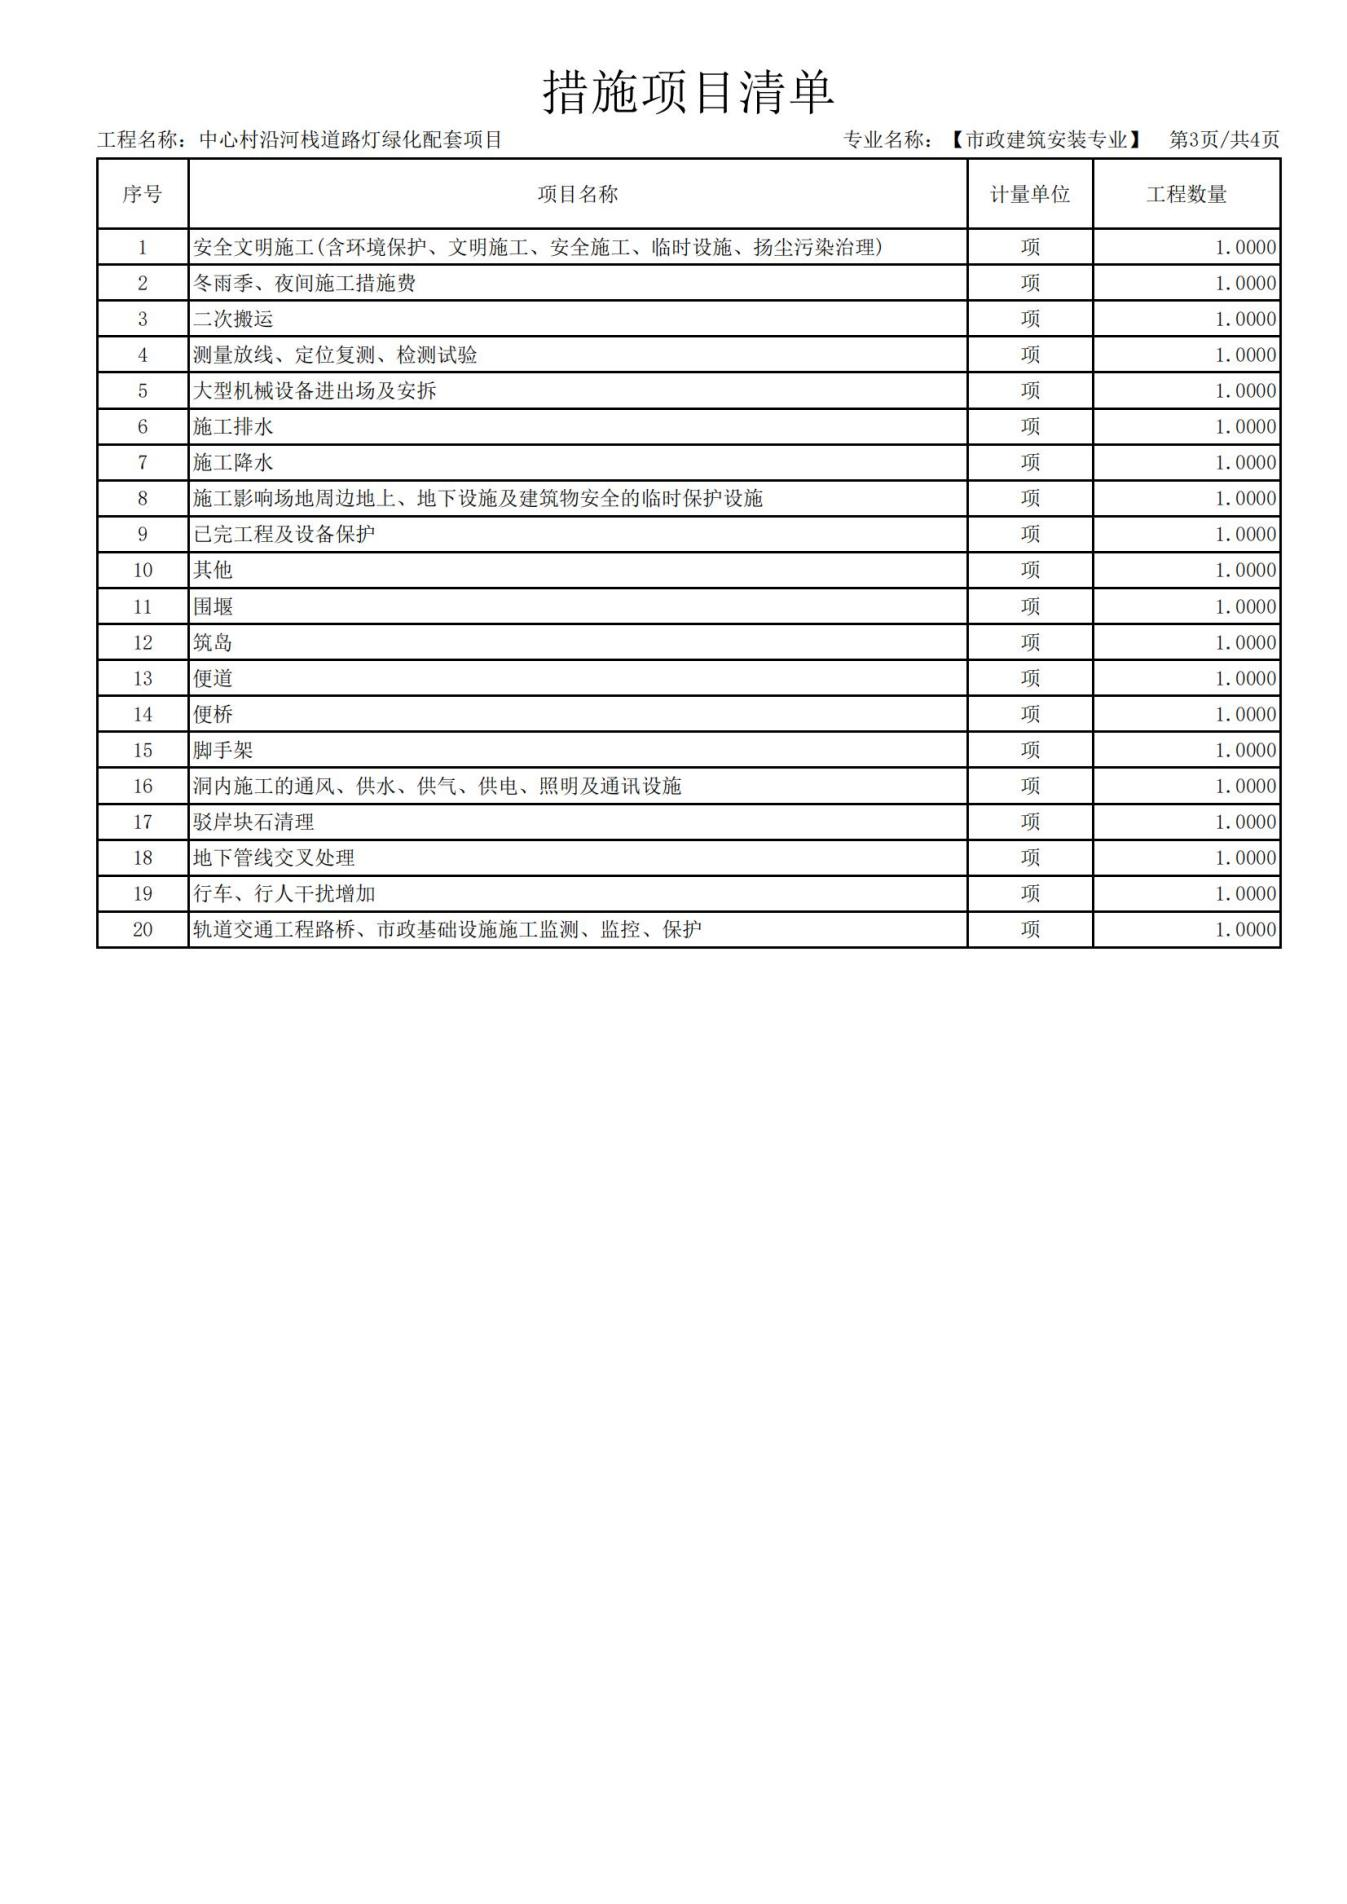 措施项目清单
工程名称：中心村沿河栈道路灯绿化配套项目 专业名称：【市政建筑安装专业】 第3页/共4页
序号 项目名称 计量单位 工程数量
1 安全文明施工(含环境保护、文明施工、安全施工、临时设施、扬尘污染治理) 项 1.0000
2 冬雨季、夜间施工措施费 项 1.0000
3 二次搬运 项 1.0000
4 测量放线、定位复测、检测试验 项 1.0000
5 大型机械设备进出场及安拆 项 1.0000
6 施工排水 项 1.0000
7 施工降水 项 1.0000
8 施工影响场地周边地上、地下设施及建筑物安全的临时保护设施 项 1.0000
9 已完工程及设备保护 项 1.0000
10 其他 项 1.0000
11 围堰 项 1.0000
12 筑岛 项 1.0000
13 便道 项 1.0000
14 便桥 项 1.0000
15 脚手架 项 1.0000
16 洞内施工的通风、供水、供气、供电、照明及通讯设施 项 1.0000
17 驳岸块石清理 项 1.0000
18 地下管线交叉处理 项 1.0000
19 行车、行人干扰增加 项 1.0000
20 轨道交通工程路桥、市政基础设施施工监测、监控、保护 项 1.0000